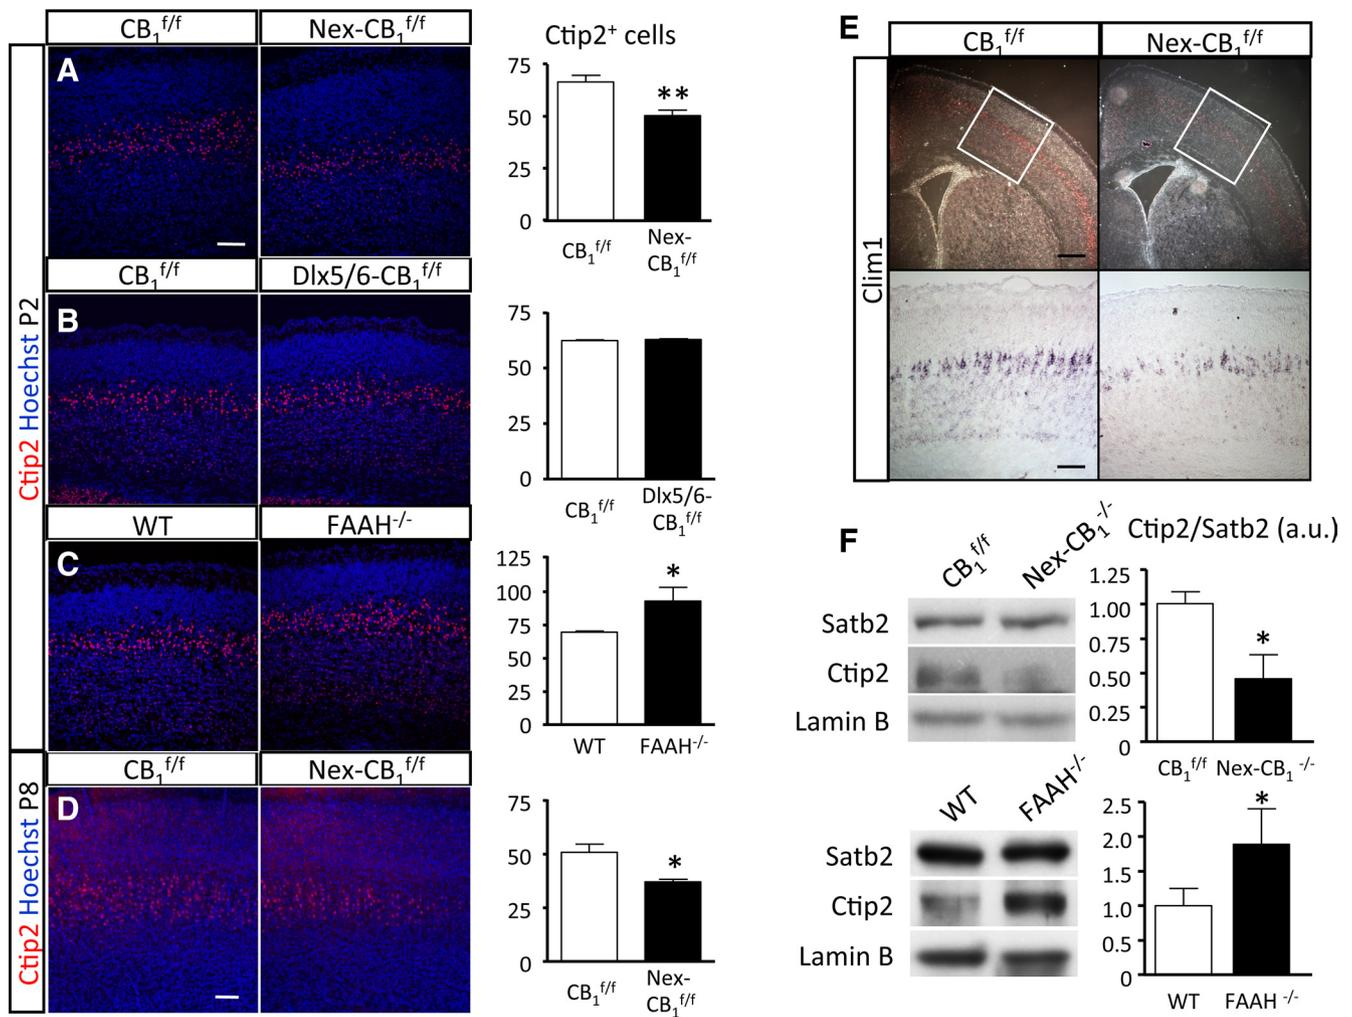 CB1f/f
Nex-CB1f/f
Ctip2+ cells
Ctip2 Hoechst P2
A
75
50
25
0
**
CB1f/f
Nex-
CB1f/f
CB1f/f
Dlx5/6-CB1f/f
B
75
50
25
0
CB1f/f
Dlx5/6-
CB1f/f
WT
FAAH-/-
C
125
100
75
50
25
0
*
WT
FAAH-/-
Ctip2 Hoechst P8
CB1f/f
Nex-CB1f/f
D
75
50
25
0
*
CB1f/f
Nex-
CB1f/f
E
CB1f/f
Nex-CB1f/f
Clim1
F
CB1f/f
Nex-CB1-/-
Satb2
Ctip2
Lamin B
Ctip2/Satb2 (a.u.)
1.25
1.00
0.75
0.50
0.25
0
*
CB1f/f
Nex-CB1-/-
WT
FAAH-/-
Satb2
Ctip2
Lamin B
2.5
2.0
1.5
1.0
0.5
0
*
WT
FAAH -/-